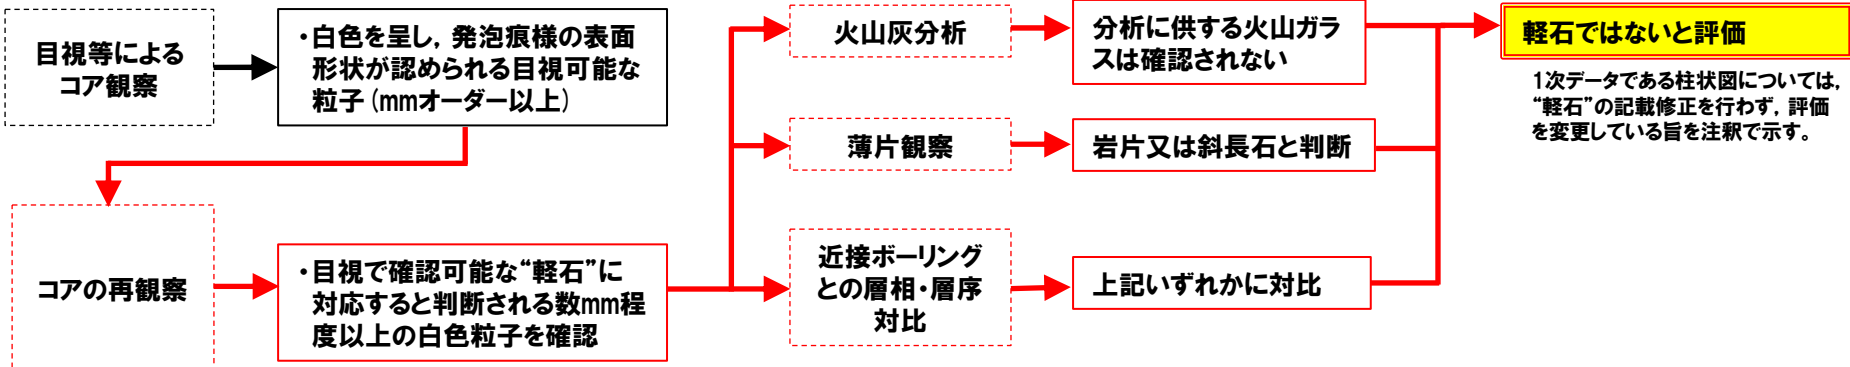 目視等による
コア観察
・白色を呈し，発泡痕様の表面
形状が認められる目視可能な
粒子（mmオーダー以上）
コアの再観察
・目視で確認可能な“軽石”に
対応すると判断される数mm程
度以上の白色粒子を確認
火山灰分析
分析に供する火山ガラ
スは確認されない
薄片観察
岩片又は斜長石と判断
近接ボーリング
との層相・層序
対比
上記いずれかに対比
軽石ではないと評価
1次データである柱状図については，
“軽石”の記載修正を行わず，評価
を変更している旨を注釈で示す。